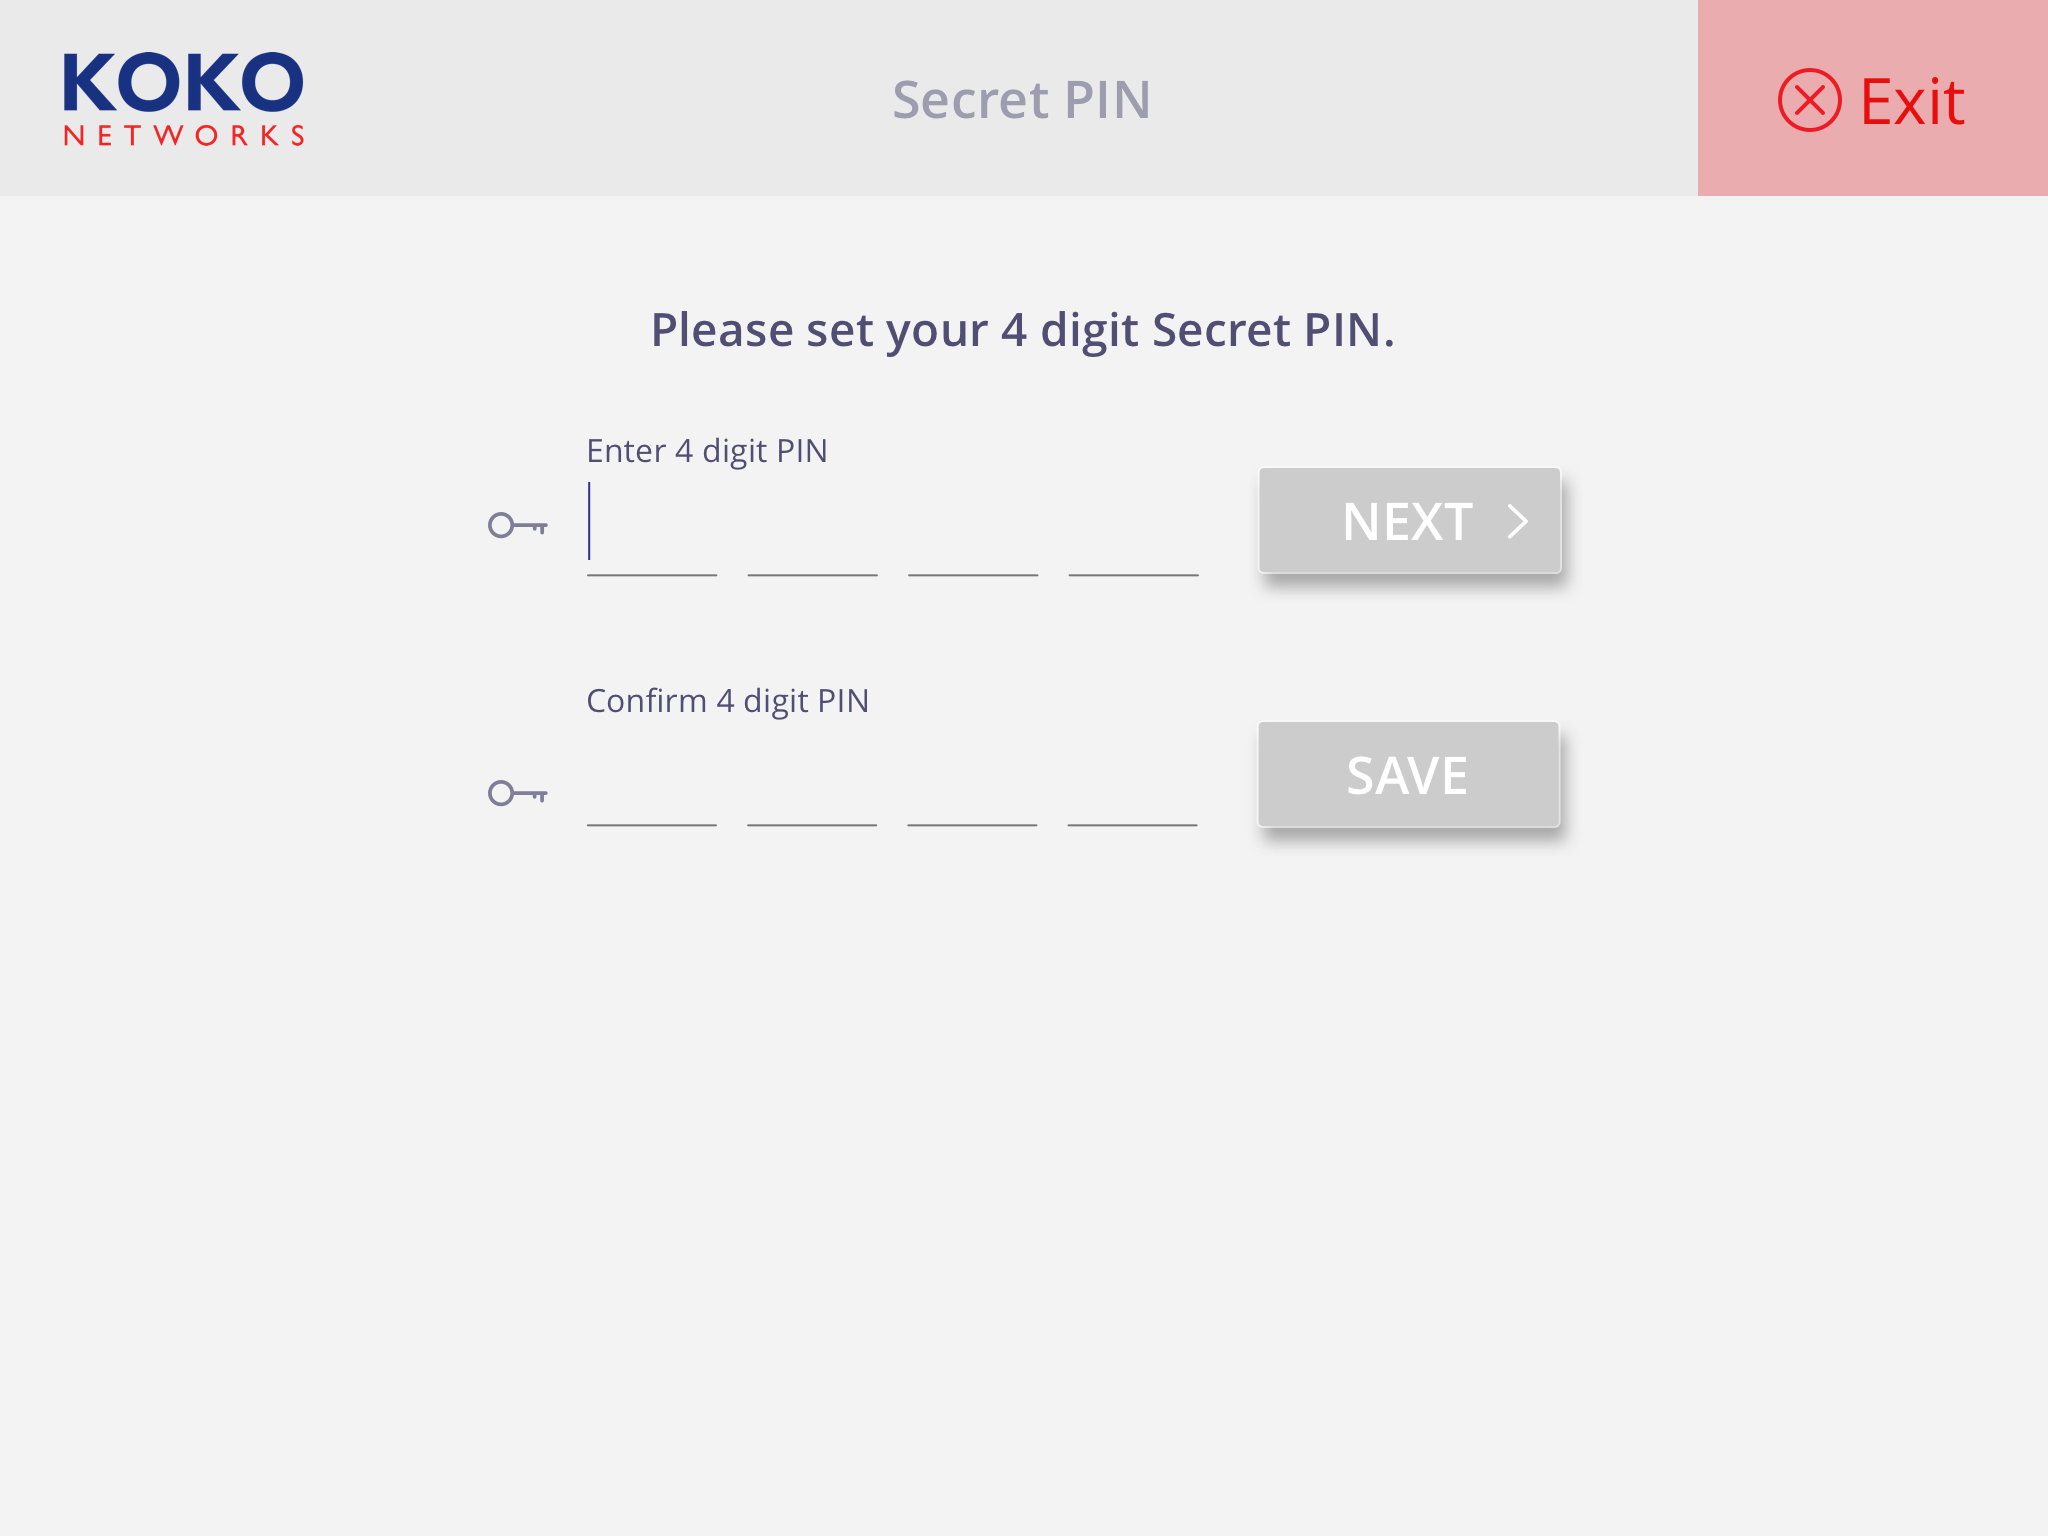 KOKO
NETWORKS
Secret PIN
Exit
Please set your 4 digit Secret PIN.
Enter 4 digit PIN
NEXT
Confirm 4 digit PIN
SAVE